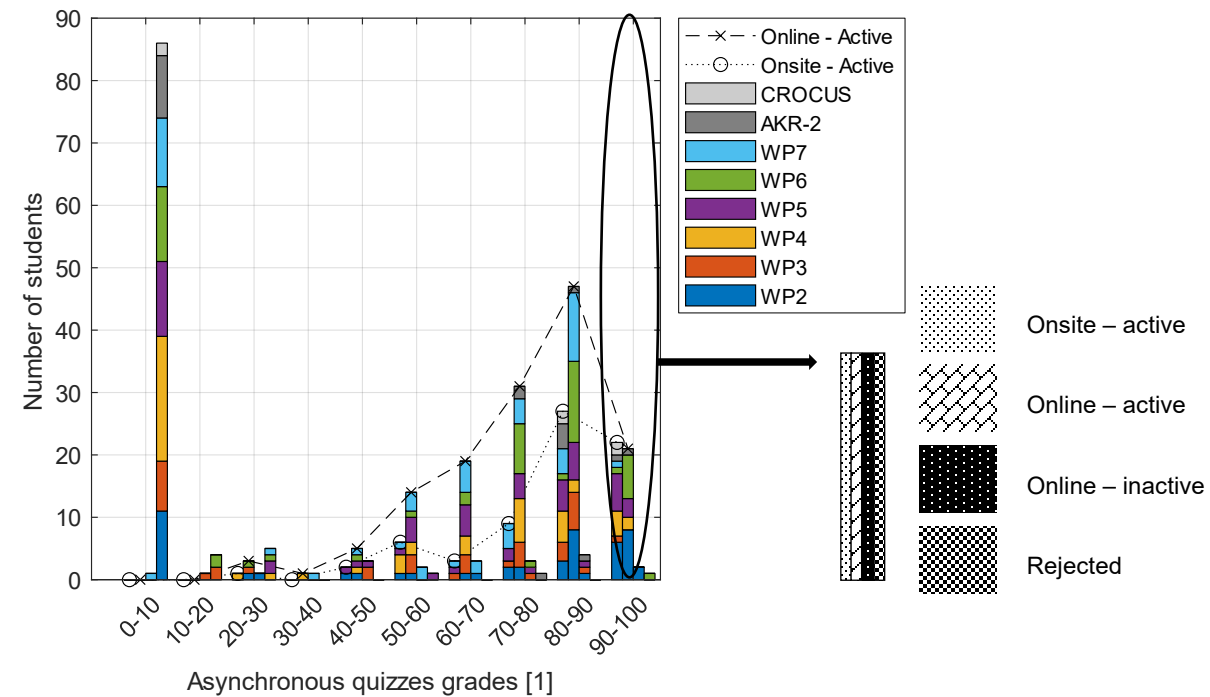 90
80
70
60
50
40
30
20
10
0
Number of students
0-10
10-20
20-30
30-40
40-50
50-60
60-70
70-80
80-90
90-100
Asynchronous quizzes grades [1]
Online - Active
Onsite - Active
CROCUS
AKR-2
WP7
WP6
WP5
WP4
WP3
WP2
Onsite – active
Online – active
Online – inactive
Rejected